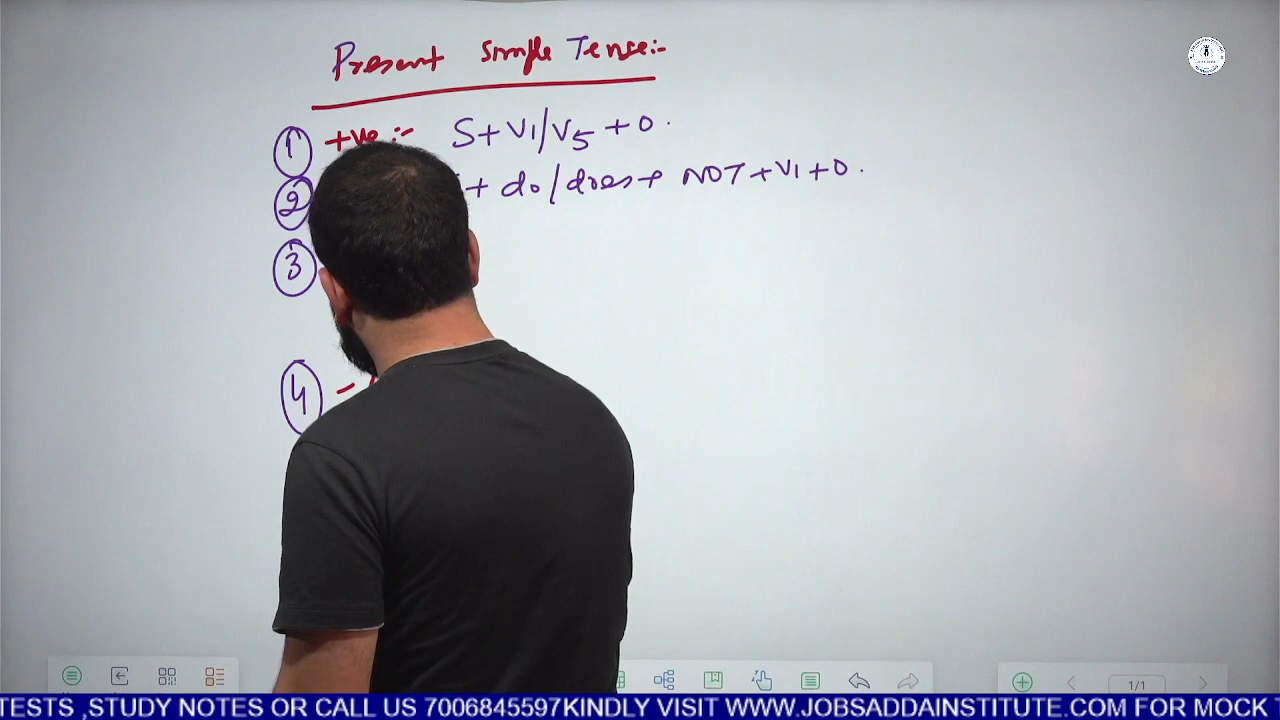 Present Simple Tense:-
① +ve :- S + V1/V5 + O.
② + do/does + NOT + V1 + O.
③
④ -
1/1
TESTS ,STUDY NOTES OR CALL US 7006845597KINDLY VISIT WWW.JOBSADDAINSTITUTE.COM FOR MOCK